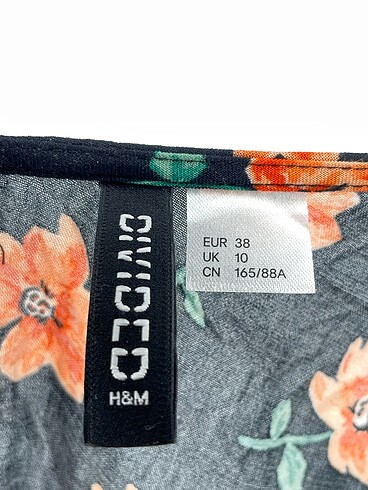 DIVIDED
H&M
EUR 38
UK 10
CN 165/88A